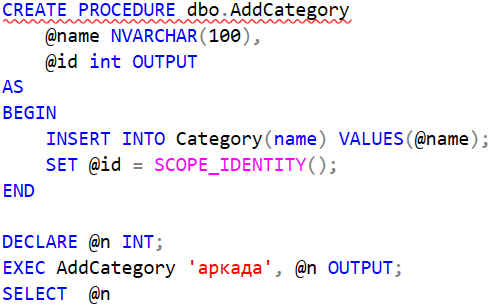 CREATE PROCEDURE dbo.AddCategory
    @name NVARCHAR(100),
    @id int OUTPUT
AS
BEGIN
    INSERT INTO Category(name) VALUES(@name);
    SET @id = SCOPE_IDENTITY();
END

DECLARE @n INT;
EXEC AddCategory 'аркада', @n OUTPUT;
SELECT  @n